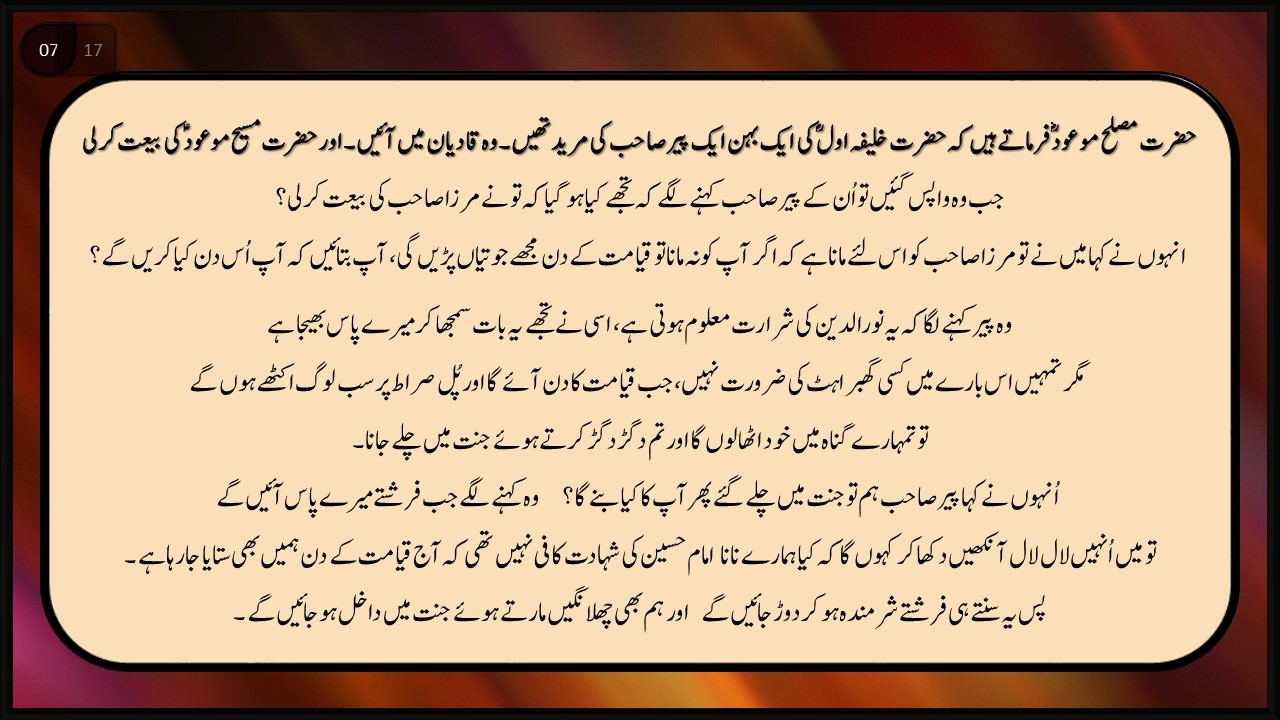 07 17
حضرت مصلح موعودؓ فرماتے ہیں کہ حضرت خلیفہ اولؓ کی ایک بہن ایک پیر صاحب کی مرید تھیں۔ وہ قادیان میں آئیں۔ اور حضرت مسیح موعودؑ کی بیعت کرلی
جب وہ واپس گئیں تو اُن کے پیر صاحب کہنے لگے کہ تجھے کیا ہو گیا کہ تو نے مرزا صاحب کی بیعت کرلی؟
انہوں نے کہا میں نے تو مرزا صاحب کو اس لئے مانا ہے کہ اگر آپ کو نہ مانا تو قیامت کے دن مجھے جوتیاں پڑیں گی، آپ بتائیں کہ آپ اُس دن کیا کریں گے؟
وہ پیر کہنے لگا کہ یہ نورالدین کی شرارت معلوم ہوتی ہے، اسی نے تجھے یہ بات سمجھا کر میرے پاس بھیجا ہے
مگر تمہیں اس بارے میں کسی گھبراہٹ کی ضرورت نہیں، جب قیامت کا دن آئے گا اور پُل صراط پر سب لوگ اکٹھے ہوں گے
تو تمہارے گناہ میں خود اٹھا لوں گا اور تم دگڑ دگڑ کرتے ہوئے جنت میں چلے جانا۔
اُنہوں نے کہا پیر صاحب ہم تو جنت میں چلے گئے پھر آپ کا کیا بنے گا؟ وہ کہنے لگے جب فرشتے میرے پاس آئیں گے
تو میں اُنہیں لال لال آنکھیں دکھا کر کہوں گا کہ کیا ہمارے نانا امام حسین کی شہادت کافی نہیں تھی کہ آج قیامت کے دن ہمیں بھی ستایا جا رہا ہے۔
پس یہ سنتے ہی فرشتے شرمندہ ہو کر دوڑ جائیں گے اور ہم بھی چھلانگیں مارتے ہوئے جنت میں داخل ہو جائیں گے۔